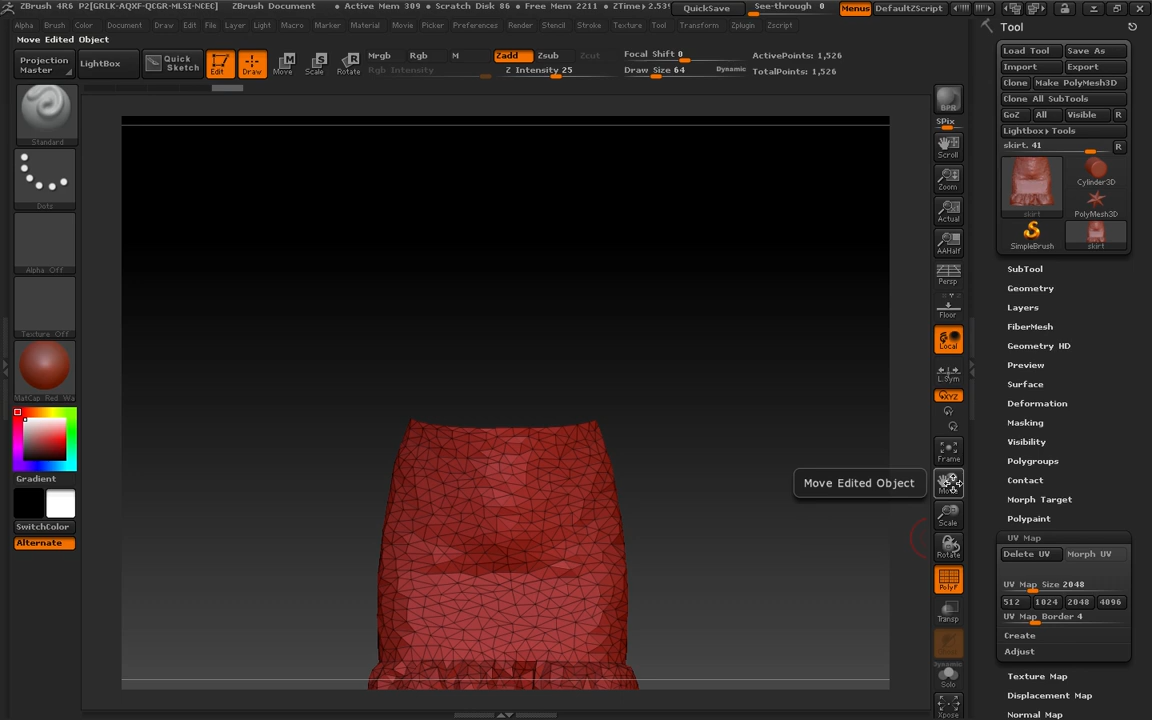 ZBrush 4R6 P2[GRLK-AQXF-QCGR-MLSI-NCEC] ZBrush Document • Active Mem 309 • Scratch Disk 86 • Free Mem 2211 • ZTime▸2.539 QuickSave See-through 0 Menus DefaultZScript
Alpha Brush Color Document Draw Edit File Layer Light Macro Marker Material Movie Picker Preferences Render Stencil Stroke Texture Tool Transform Zplugin Zscript
Move Edited Object
Projection Master
LightBox
Quick Sketch
Edit
Draw
Move
Scale
Rotate
Mrgb Rgb M
Rgb Intensity
Zadd Zsub Zcut
Z Intensity 25
Focal Shift 0
Draw Size 64 Dynamic
ActivePoints: 1,526
TotalPoints: 1,526
Standard
Dots
Alpha Off
Texture Off
MatCap Red Wa
Gradient
SwitchColor
Alternate
Move Edited Object
BPR
SPix
Scroll
Zoom
Actual
AAHalf
Persp
Floor
Local
L.Sym
XYZ
Frame
Move
Scale
Rotate
PolyF
Transp
Dynamic
Solo
Xpose
Tool
Load Tool Save As
Import Export
Clone Make PolyMesh3D
Clone All SubTools
GoZ All Visible R
Lightbox▸Tools
skirt. 41 R
skirt
Cylinder3D
PolyMesh3D
SimpleBrush
skirt
SubTool
Geometry
Layers
FiberMesh
Geometry HD
Preview
Surface
Deformation
Masking
Visibility
Polygroups
Contact
Morph Target
Polypaint
UV Map
Delete UV Morph UV
UV Map Size 2048
512 1024 2048 4096
UV Map Border 4
Create
Adjust
Texture Map
Displacement Map
Normal Map